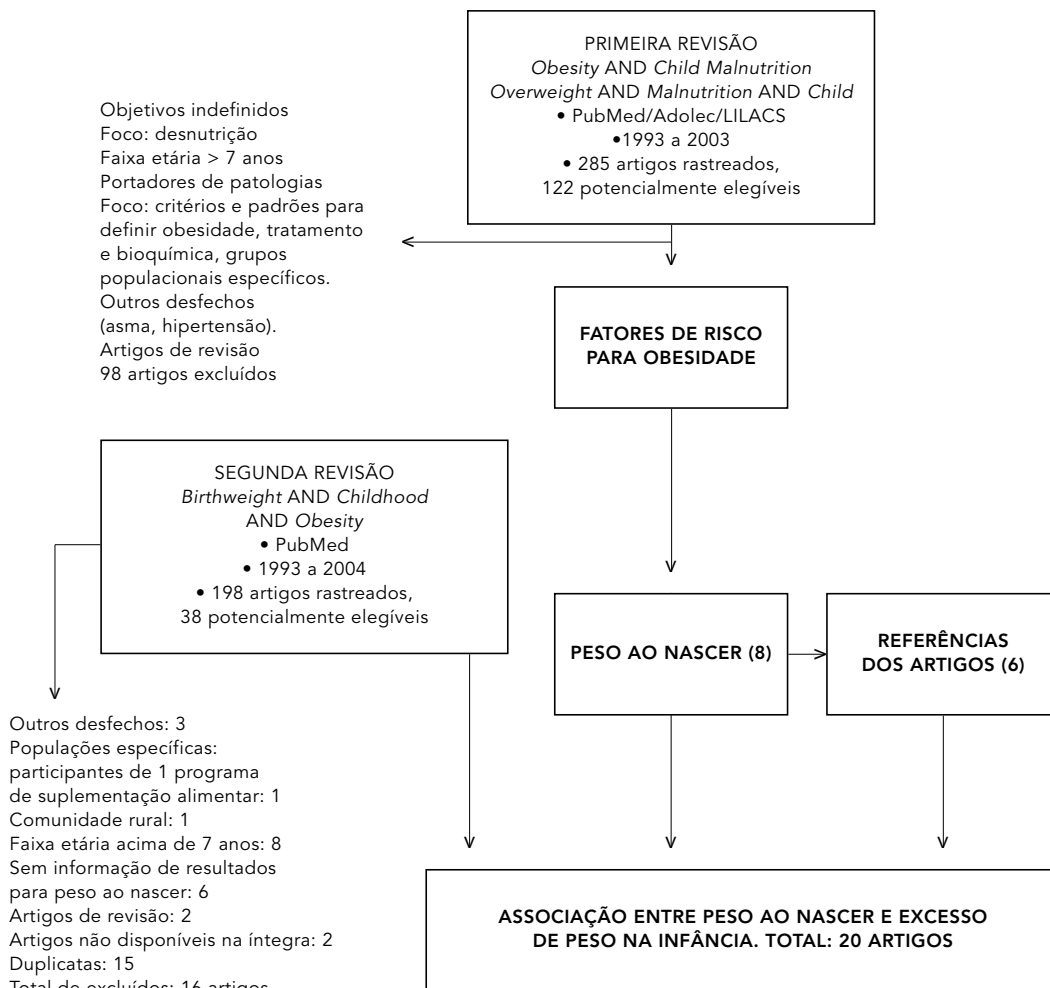 PRIMEIRA REVISÃO
Obesity AND Child Malnutrition
Overweight AND Malnutrition AND Child
• PubMed/Adolec/LILACS
•1993 a 2003
• 285 artigos rastreados,
122 potencialmente elegíveis
Objetivos indefinidos
Foco: desnutrição
Faixa etária > 7 anos
Portadores de patologias
Foco: critérios e padrões para
definir obesidade, tratamento
e bioquímica, grupos
populacionais específicos.
Outros desfechos
(asma, hipertensão).
Artigos de revisão
98 artigos excluídos
FATORES DE RISCO
PARA OBESIDADE
SEGUNDA REVISÃO
Birthweight AND Childhood
AND Obesity
• PubMed
• 1993 a 2004
• 198 artigos rastreados,
38 potencialmente elegíveis
PESO AO NASCER (8)
REFERÊNCIAS
DOS ARTIGOS (6)
Outros desfechos: 3
Populações específicas:
participantes de 1 programa
de suplementação alimentar: 1
Comunidade rural: 1
Faixa etária acima de 7 anos: 8
Sem informação de resultados
para peso ao nascer: 6
Artigos de revisão: 2
Artigos não disponíveis na íntegra: 2
Duplicatas: 15
Total de excluídos: 16 artigos
ASSOCIAÇÃO ENTRE PESO AO NASCER E EXCESSO
DE PESO NA INFÂNCIA. TOTAL: 20 ARTIGOS